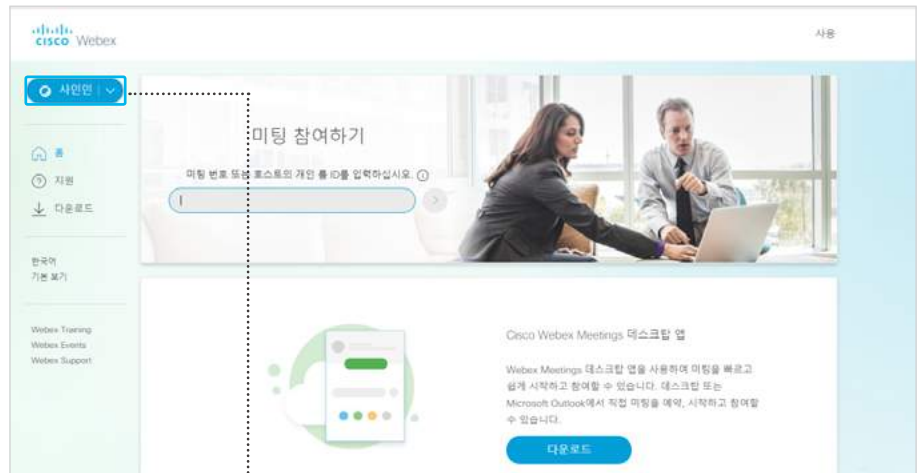 CISCO Webex
사용
사인인
미팅 참여하기
미팅 번호 또는 호스트의 개인 룸 ID를 입력하십시오.
홈
지원
다운로드
한국어
기본 보기
Webex Training
Webex Events
Webex Support
Cisco Webex Meetings 데스크탑 앱
Webex Meetings 데스크탑 앱을 사용하여 미팅을 빠르고
쉽게 시작하고 참여할 수 있습니다. 데스크탑 또는
Microsoft Outlook에서 직접 미팅을 예약, 시작하고 참여할
수 있습니다.
다운로드